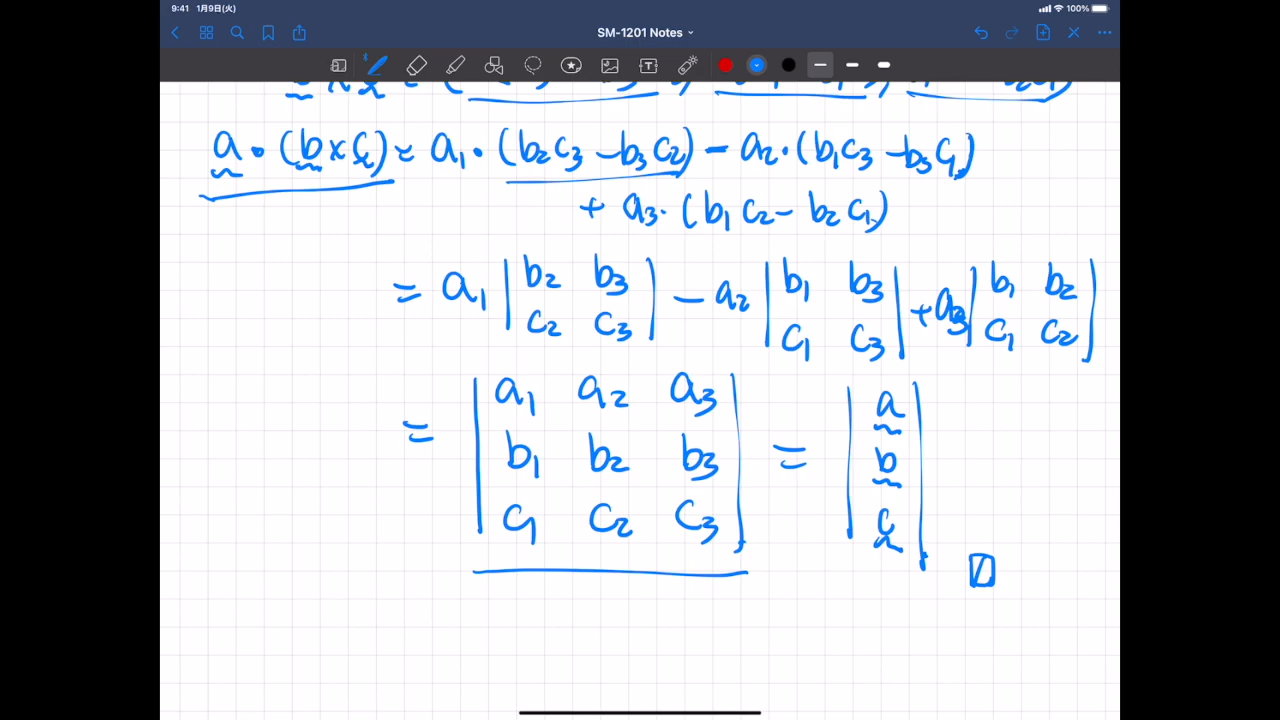 9:41 1月9日(火) 100%
SM-1201 Notes
a · (b × c) = a₁ · (b₂c₃ − b₃c₂) − a₂ · (b₁c₃ − b₃c₁)
+ a₃ · (b₁c₂ − b₂c₁)
= a₁ | b₂ b₃ ; c₂ c₃ | − a₂ | b₁ b₃ ; c₁ c₃ | + a₃ | b₁ b₂ ; c₁ c₂ |
= | a₁ a₂ a₃ ; b₁ b₂ b₃ ; c₁ c₂ c₃ | = | a ; b ; c |